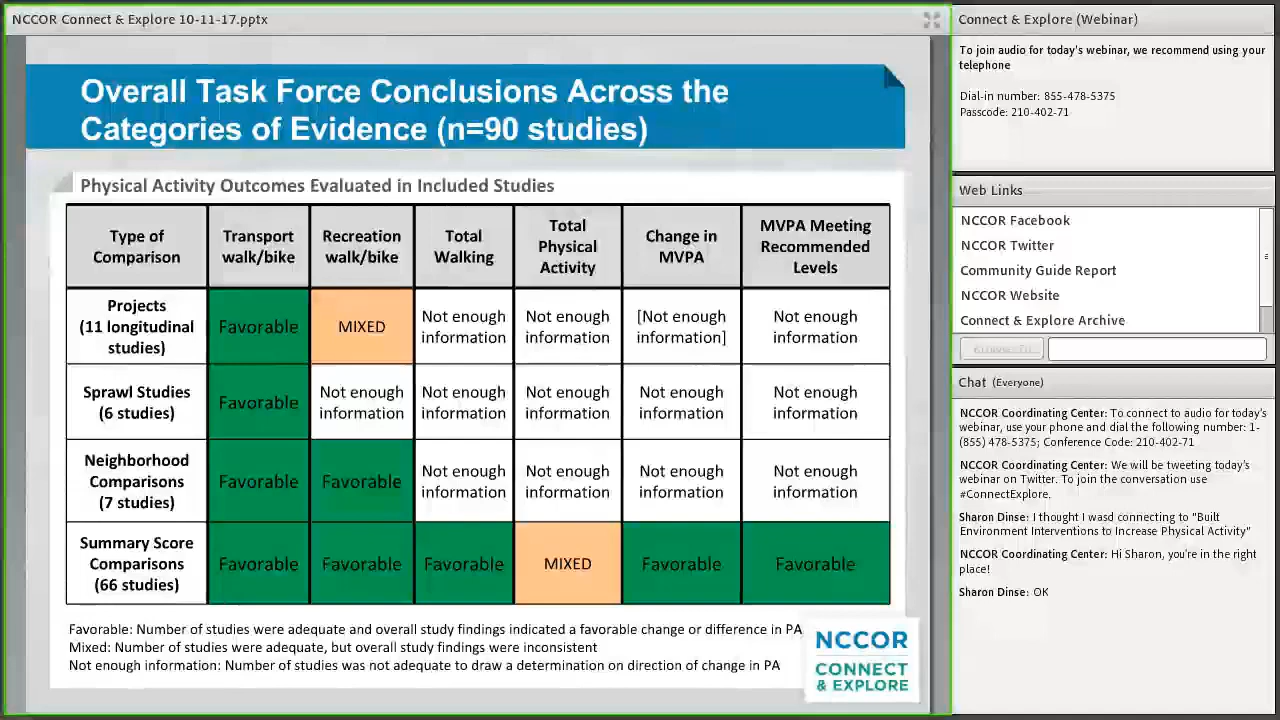 NCCOR Connect & Explore 10-11-17.pptx
Overall Task Force Conclusions Across the
Categories of Evidence (n=90 studies)
Physical Activity Outcomes Evaluated in Included Studies
Type of
Comparison
Transport
walk/bike
Recreation
walk/bike
Total
Walking
Total
Physical
Activity
Change in
MVPA
MVPA Meeting
Recommended
Levels
Projects
(11 longitudinal
studies)
Favorable
MIXED
Not enough
information
Not enough
information
[Not enough
information]
Not enough
information
Sprawl Studies
(6 studies)
Favorable
Not enough
information
Not enough
information
Not enough
information
Not enough
information
Not enough
information
Neighborhood
Comparisons
(7 studies)
Favorable
Favorable
Not enough
information
Not enough
information
Not enough
information
Not enough
information
Summary Score
Comparisons
(66 studies)
Favorable
Favorable
Favorable
MIXED
Favorable
Favorable
Favorable: Number of studies were adequate and overall study findings indicated a favorable change or difference in PA
Mixed: Number of studies were adequate, but overall study findings were inconsistent
Not enough information: Number of studies was not adequate to draw a determination on direction of change in PA
NCCOR
CONNECT
& EXPLORE
Connect & Explore (Webinar)
To join audio for today's webinar, we recommend using your
telephone
Dial-in number: 855-478-5375
Passcode: 210-402-71
Web Links
NCCOR Facebook
NCCOR Twitter
Community Guide Report
NCCOR Website
Connect & Explore Archive
Chat (Everyone)
NCCOR Coordinating Center: To connect to audio for today's
webinar, use your phone and dial the following number: 1-
(855) 478-5375; Conference Code: 210-402-71
NCCOR Coordinating Center: We will be tweeting today's
webinar on Twitter. To join the conversation use
#ConnectExplore.
Sharon Dinse: I thought I wasd connecting to "Built
Environment Interventions to Increase Physical Activity"
NCCOR Coordinating Center: Hi Sharon, you're in the right
place!
Sharon Dinse: OK